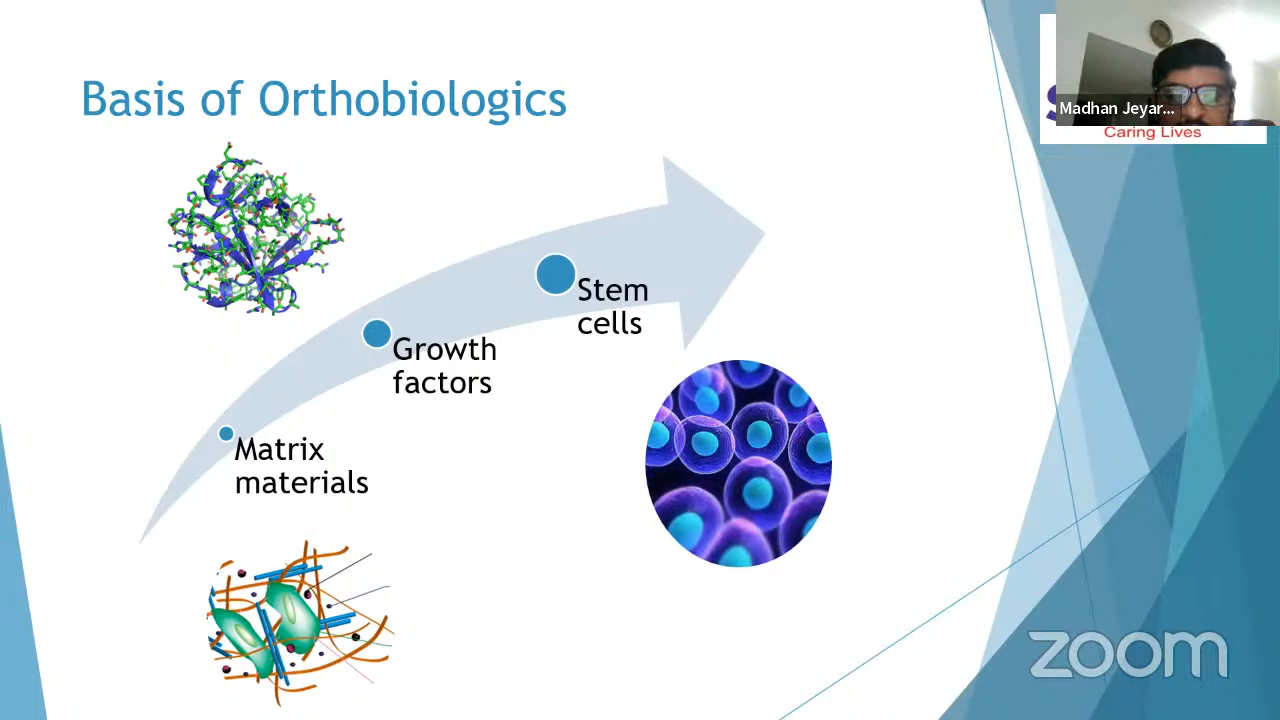 Basis of Orthobiologics
Madhan Jeyar...
Caring Lives
Stem
cells
Growth
factors
Matrix
materials
zoom